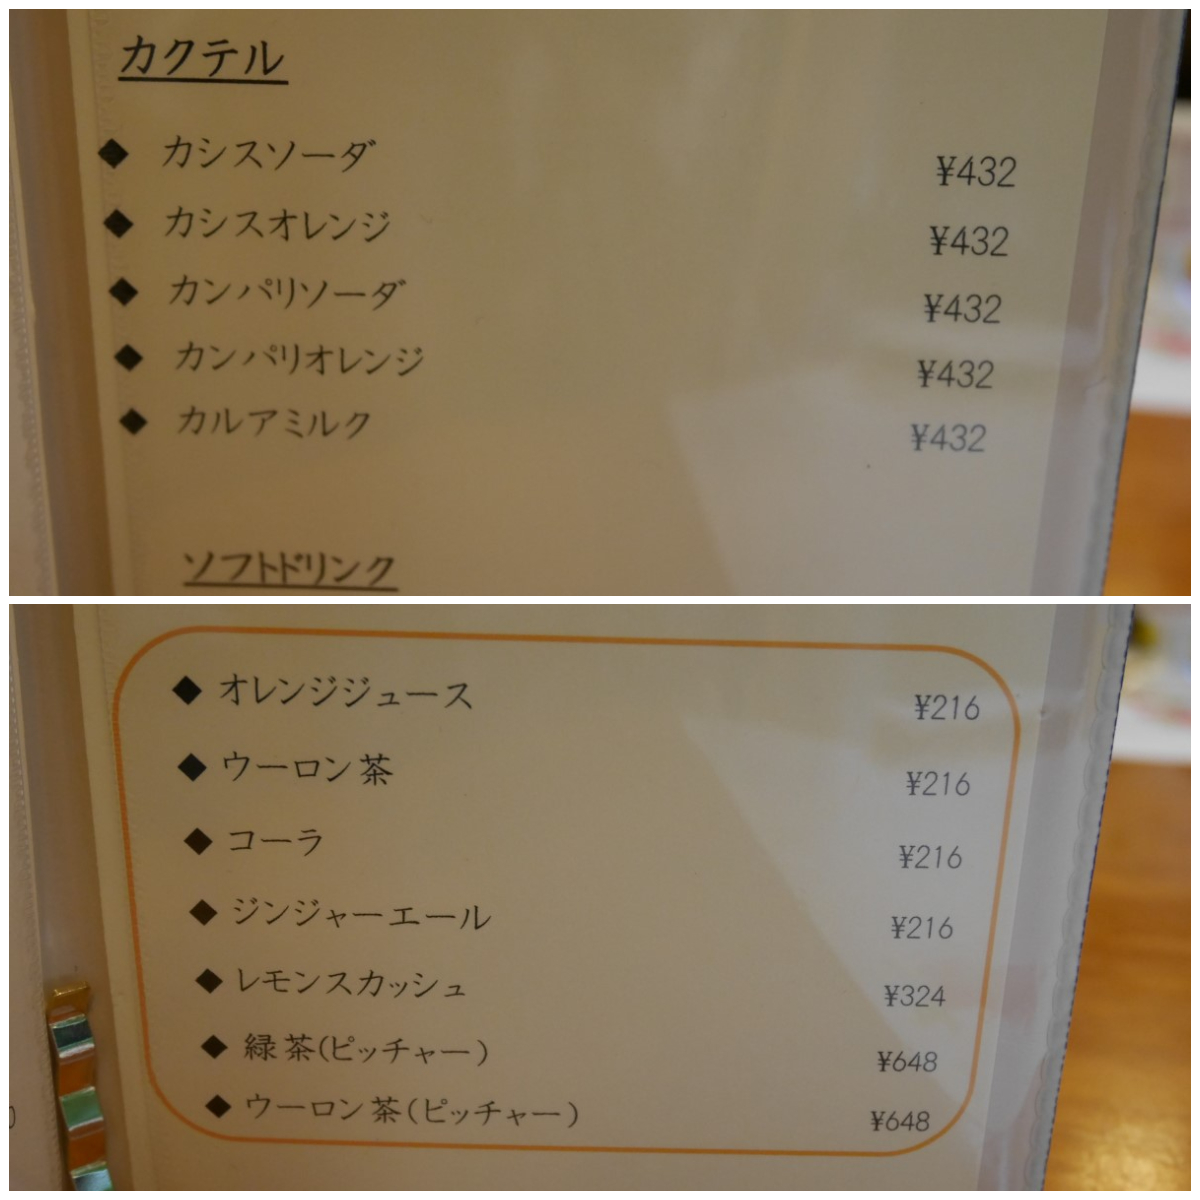 カクテル
◆ カシスソーダ ¥432
◆ カシスオレンジ ¥432
◆ カンパリソーダ ¥432
◆ カンパリオレンジ ¥432
◆ カルアミルク ¥432
ソフトドリンク
◆ オレンジジュース ¥216
◆ ウーロン茶 ¥216
◆ コーラ ¥216
◆ ジンジャーエール ¥216
◆ レモンスカッシュ ¥324
◆ 緑茶(ピッチャー) ¥648
◆ ウーロン茶(ピッチャー) ¥648